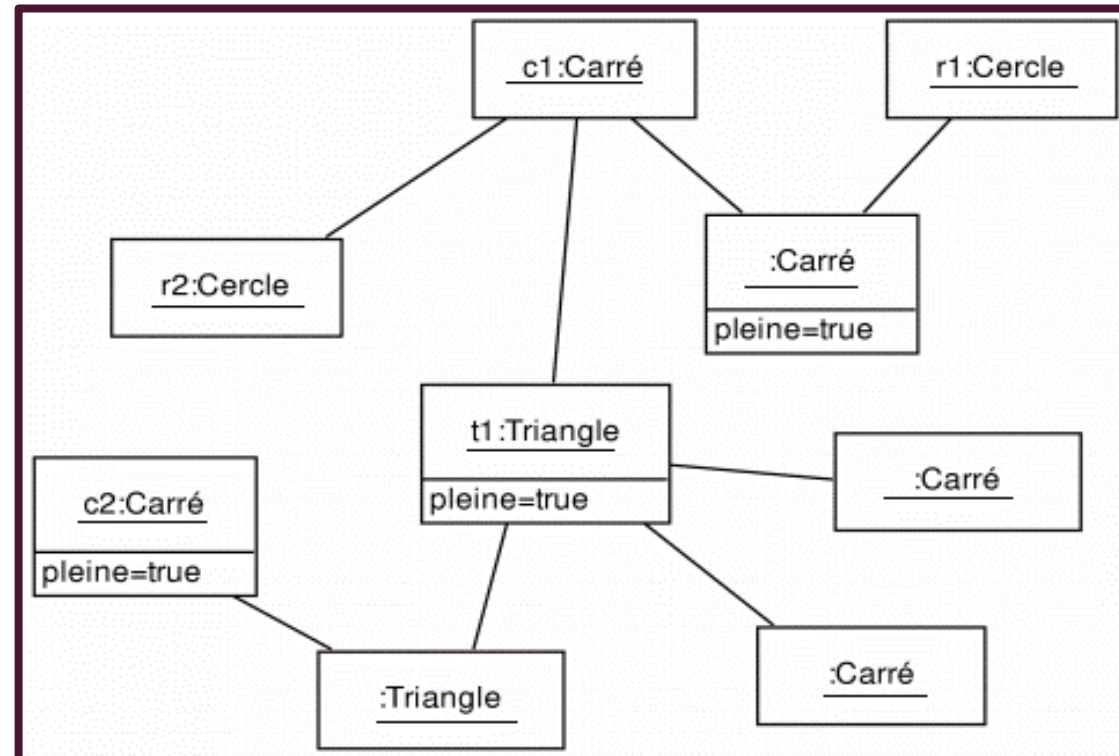 c1:Carré
r1:Cercle
r2:Cercle
:Carré
pleine=true
t1:Triangle
pleine=true
:Carré
c2:Carré
pleine=true
:Triangle
:Carré